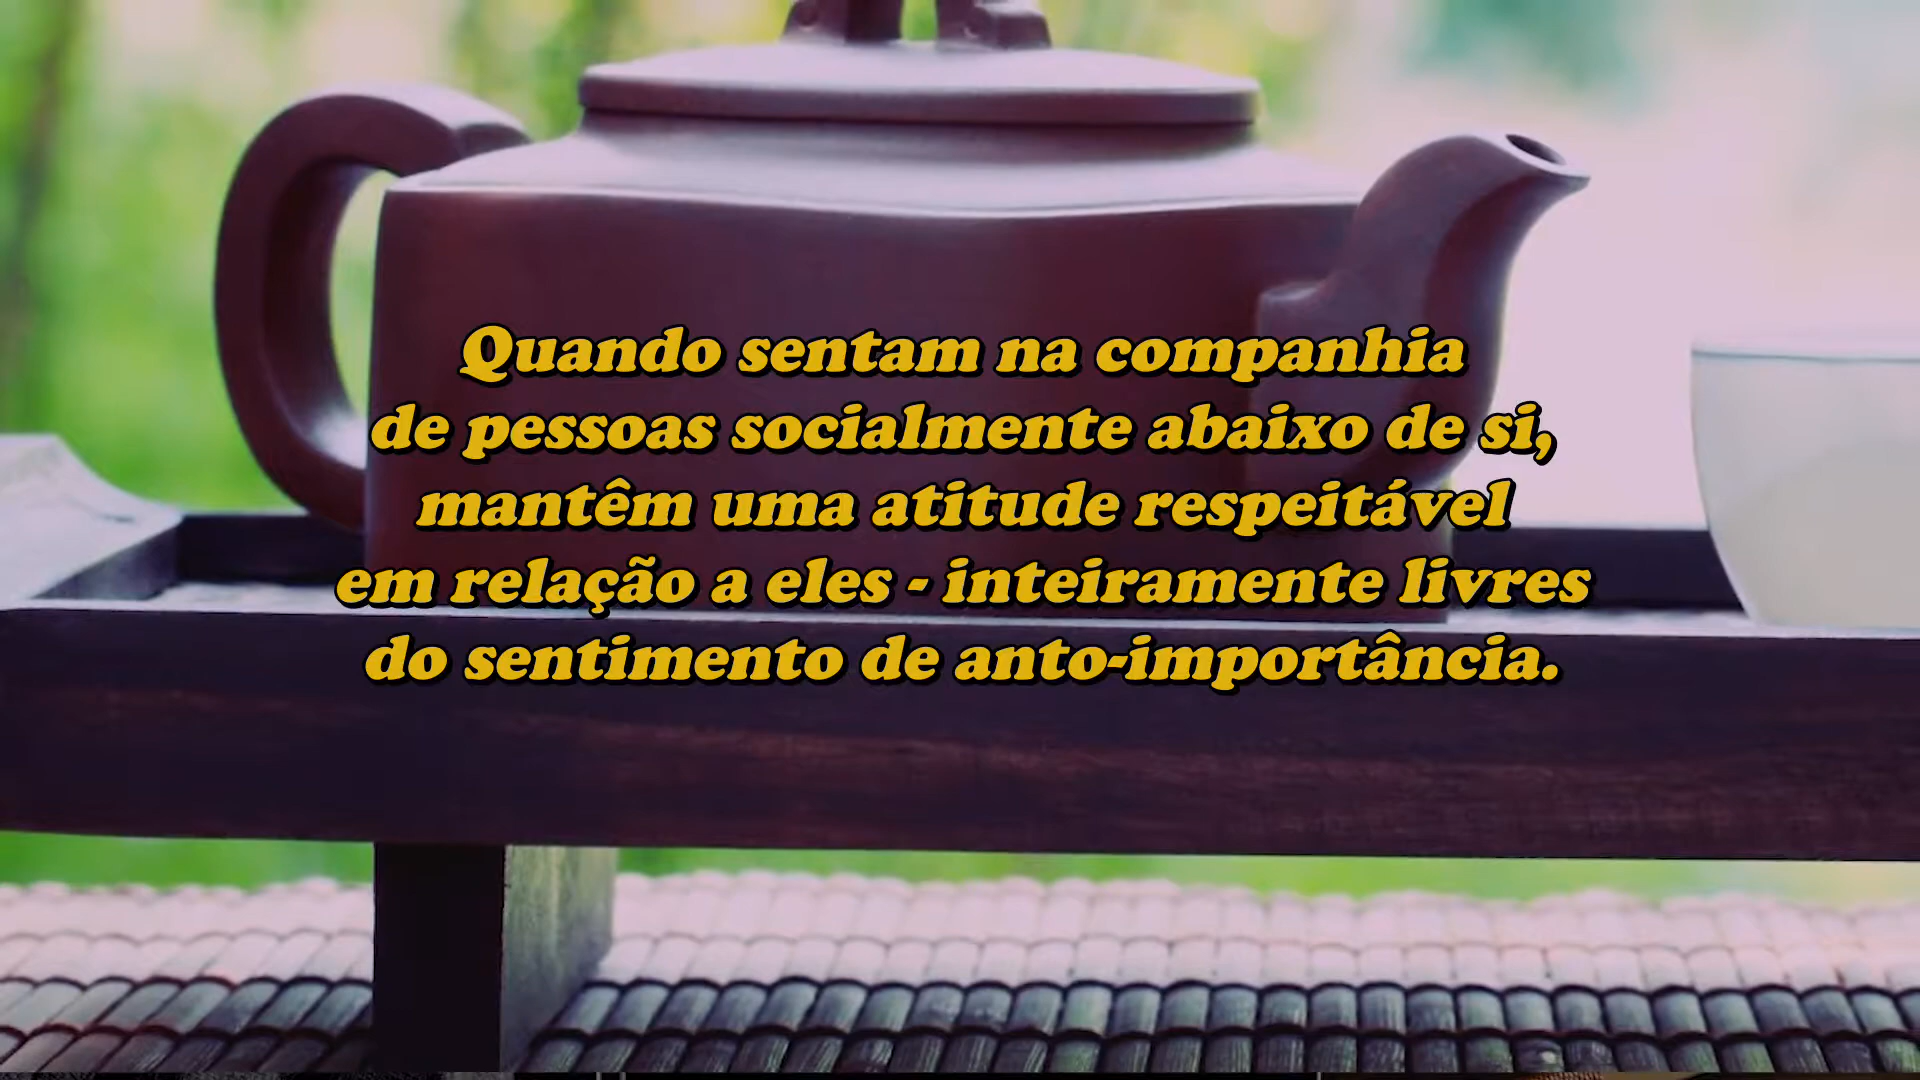 Quando sentam na companhia
de pessoas socialmente abaixo de si,
mantêm uma atitude respeitável
em relação a eles - inteiramente livres
do sentimento de anto-importância.